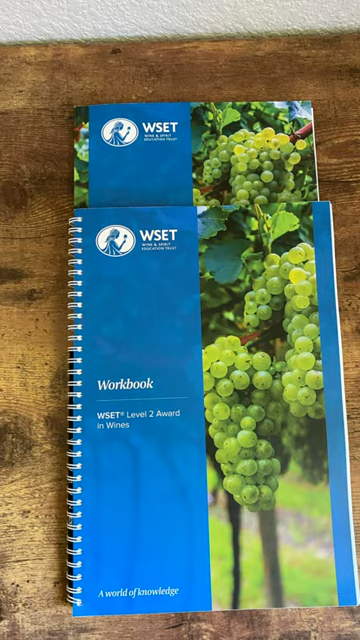 WSET
WINE & SPIRIT
EDUCATION TRUST
WSET
WINE & SPIRIT
EDUCATION TRUST
Workbook
WSET® Level 2 Award
in Wines
A world of knowledge